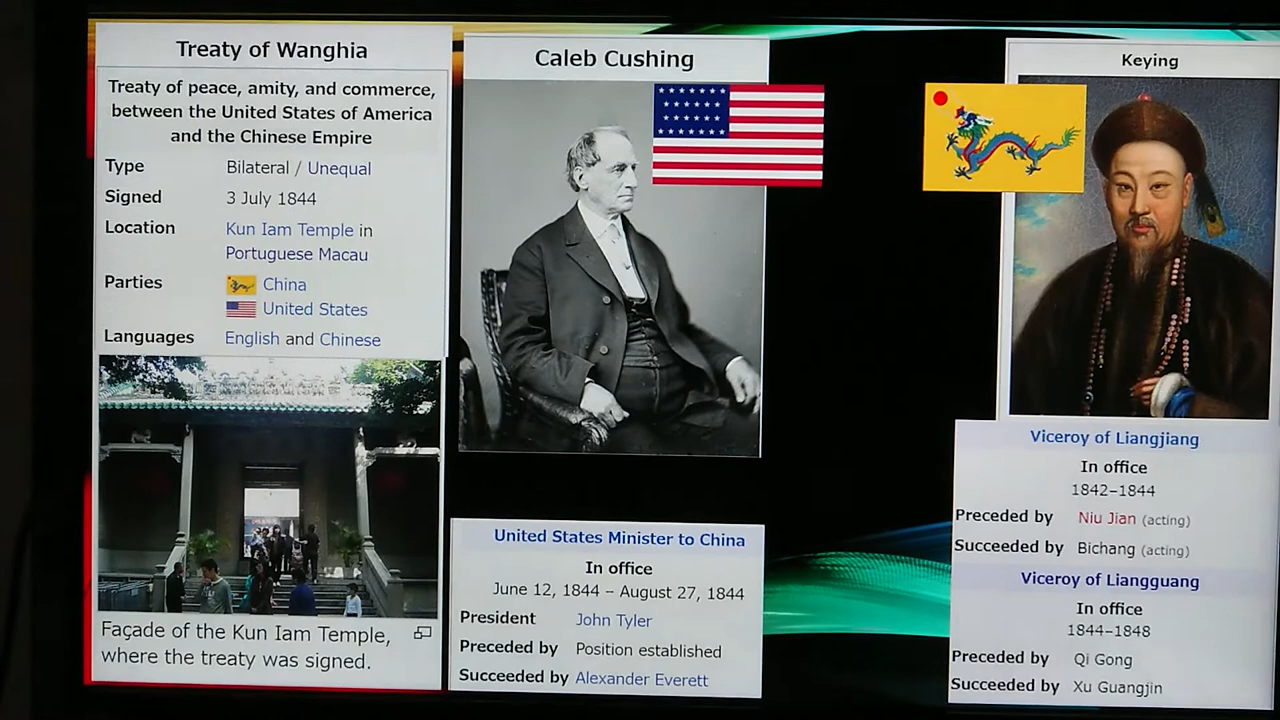 Treaty of Wanghia
Treaty of peace, amity, and commerce,
between the United States of America
and the Chinese Empire
Type Bilateral / Unequal
Signed 3 July 1844
Location Kun Iam Temple in
Portuguese Macau
Parties China
United States
Languages English and Chinese
Façade of the Kun Iam Temple,
where the treaty was signed.
Caleb Cushing
United States Minister to China
In office
June 12, 1844 – August 27, 1844
President John Tyler
Preceded by Position established
Succeeded by Alexander Everett
Keying
Viceroy of Liangjiang
In office
1842–1844
Preceded by Niu Jian (acting)
Succeeded by Bichang (acting)
Viceroy of Liangguang
In office
1844–1848
Preceded by Qi Gong
Succeeded by Xu Guangjin